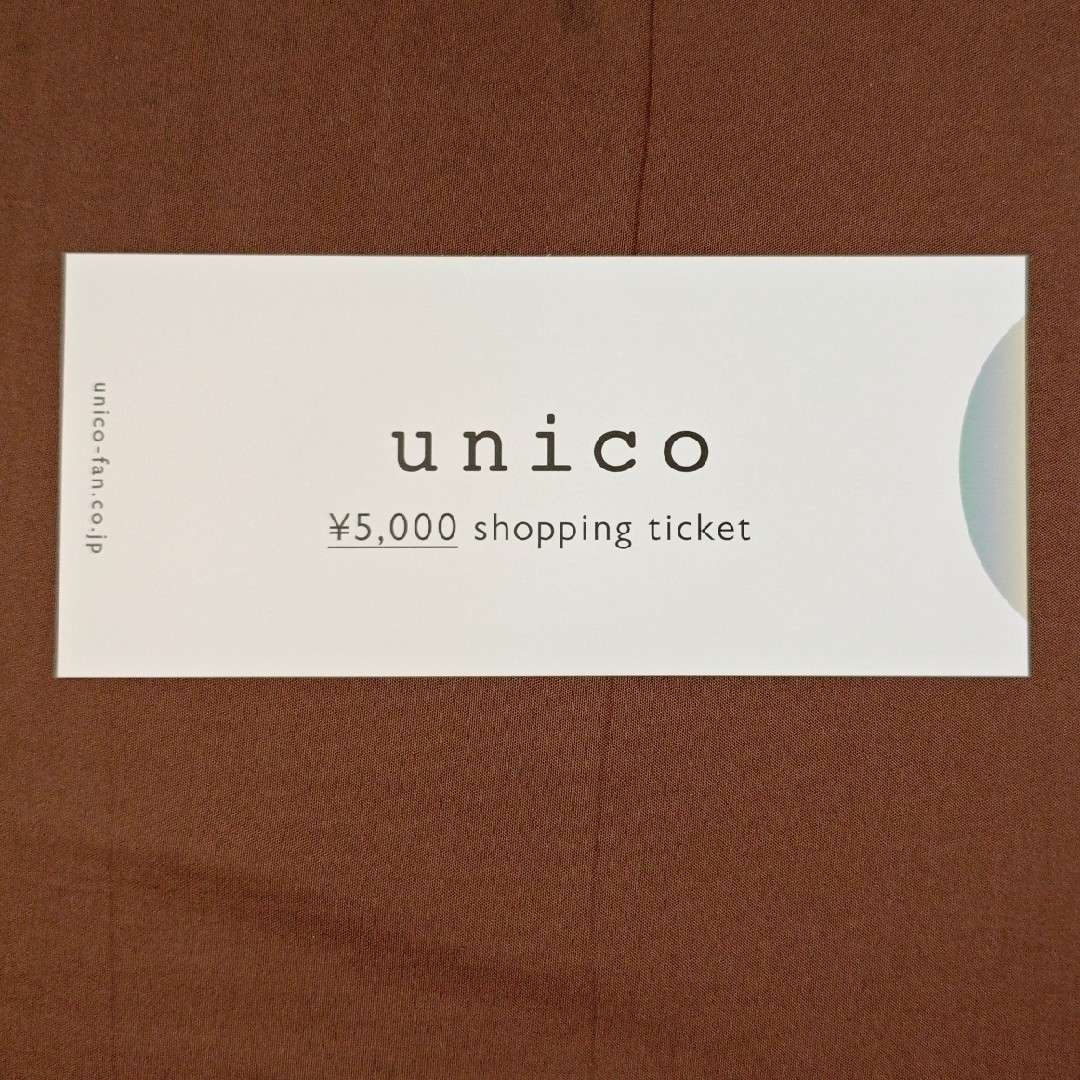 unico
¥5,000 shopping ticket
unico-fan.co.jp